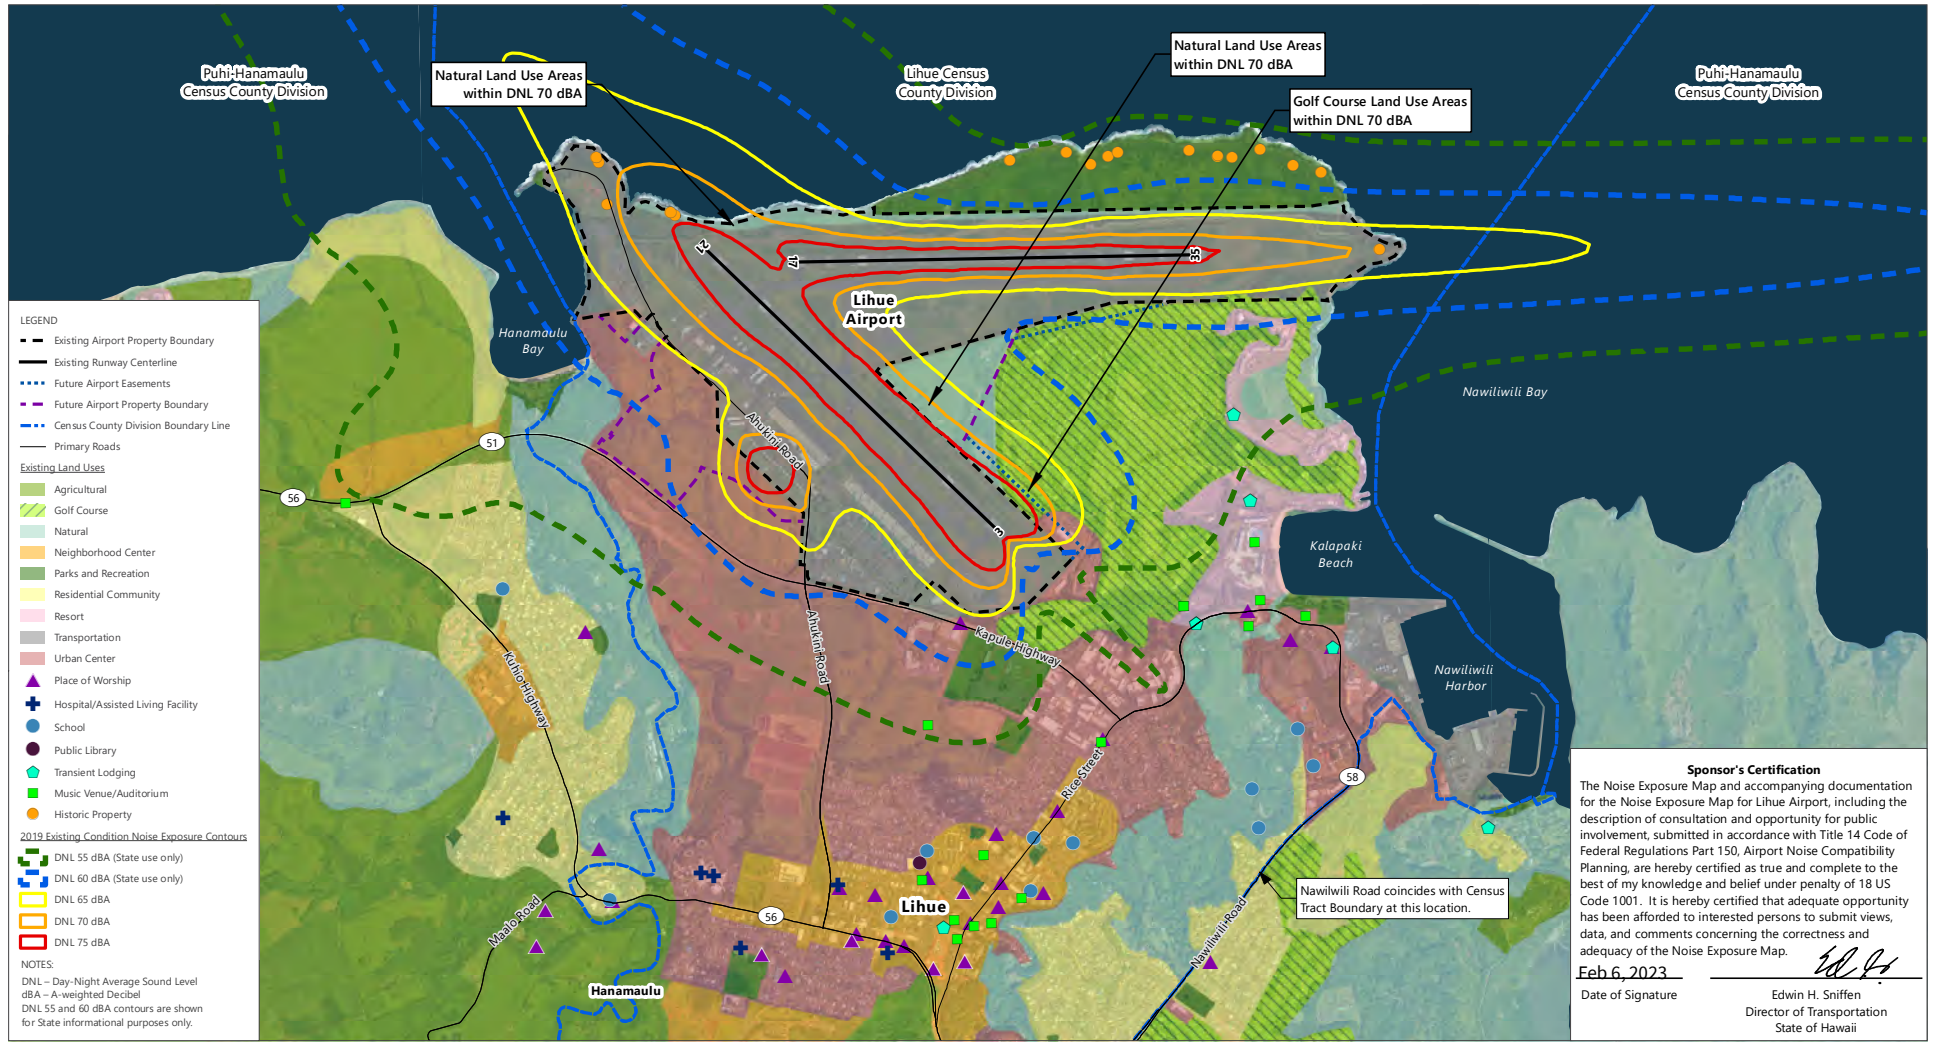 Puhi-Hanamaulu
Census County Division
Natural Land Use Areas
within DNL 70 dBA
Lihue Census
County Division
Natural Land Use Areas
within DNL 70 dBA
Golf Course Land Use Areas
within DNL 70 dBA
Puhi-Hanamaulu
Census County Division
21
17
35
3
Lihue
Airport
Hanamaulu
Bay
Nawiliwili Bay
Kalapaki
Beach
Nawiliwili
Harbor
Ahukini Road
Ahukini Road
Kapule Highway
Kuhio Highway
Rice Street
Maalo Road
Nawiliwili Road
51
56
56
58
Lihue
Hanamaulu
Nawilwili Road coincides with Census
Tract Boundary at this location.
LEGEND
Existing Airport Property Boundary
Existing Runway Centerline
Future Airport Easements
Future Airport Property Boundary
Census County Division Boundary Line
Primary Roads
Existing Land Uses
Agricultural
Golf Course
Natural
Neighborhood Center
Parks and Recreation
Residential Community
Resort
Transportation
Urban Center
Place of Worship
Hospital/Assisted Living Facility
School
Public Library
Transient Lodging
Music Venue/Auditorium
Historic Property
2019 Existing Condition Noise Exposure Contours
DNL 55 dBA (State use only)
DNL 60 dBA (State use only)
DNL 65 dBA
DNL 70 dBA
DNL 75 dBA
NOTES:
DNL – Day-Night Average Sound Level
dBA – A-weighted Decibel
DNL 55 and 60 dBA contours are shown
for State informational purposes only.
Sponsor's Certification
The Noise Exposure Map and accompanying documentation
for the Noise Exposure Map for Lihue Airport, including the
description of consultation and opportunity for public
involvement, submitted in accordance with Title 14 Code of
Federal Regulations Part 150, Airport Noise Compatibility
Planning, are hereby certified as true and complete to the
best of my knowledge and belief under penalty of 18 US
Code 1001. It is hereby certified that adequate opportunity
has been afforded to interested persons to submit views,
data, and comments concerning the correctness and
adequacy of the Noise Exposure Map.
Feb 6, 2023
Date of Signature
Edwin H. Sniffen
Director of Transportation
State of Hawaii